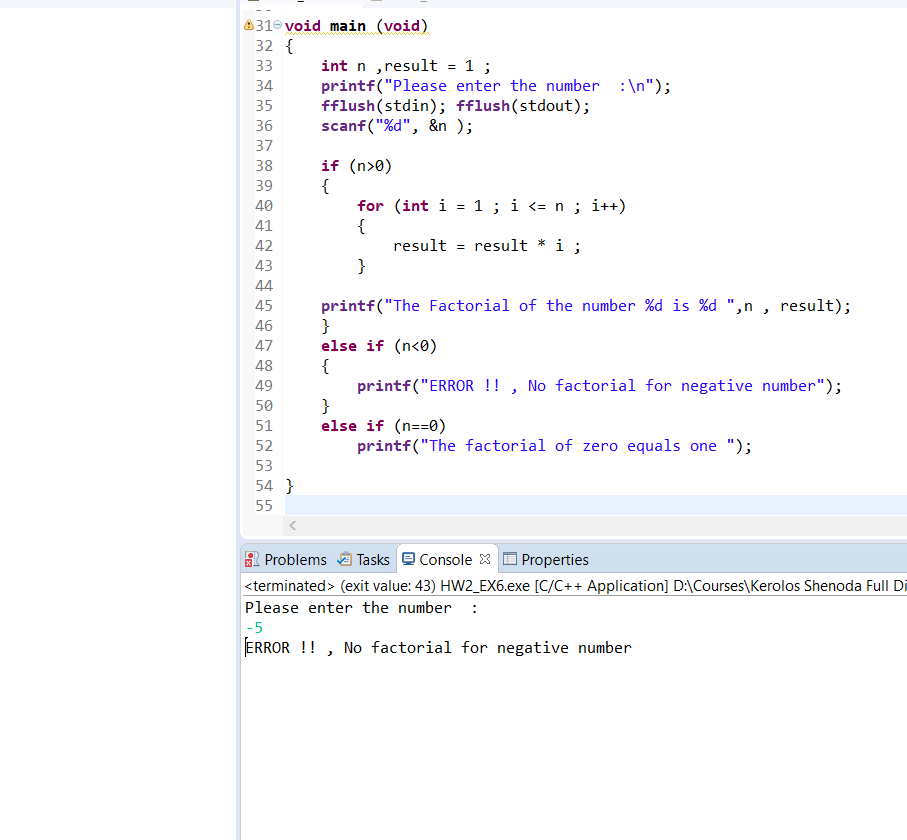 31 void main (void)
32 {
33 int n ,result = 1 ;
34 printf("Please enter the number  :\n");
35 fflush(stdin); fflush(stdout);
36 scanf("%d", &n );
37
38 if (n>0)
39 {
40 for (int i = 1 ; i <= n ; i++)
41 {
42 result = result * i ;
43 }
44
45 printf("The Factorial of the number %d is %d ",n , result);
46 }
47 else if (n<0)
48 {
49 printf("ERROR !! , No factorial for negative number");
50 }
51 else if (n==0)
52 printf("The factorial of zero equals one ");
53
54 }
55
Problems Tasks Console Properties
<terminated> (exit value: 43) HW2_EX6.exe [C/C++ Application] D:\Courses\Kerolos Shenoda Full Di
Please enter the number  :
-5
ERROR !! , No factorial for negative number